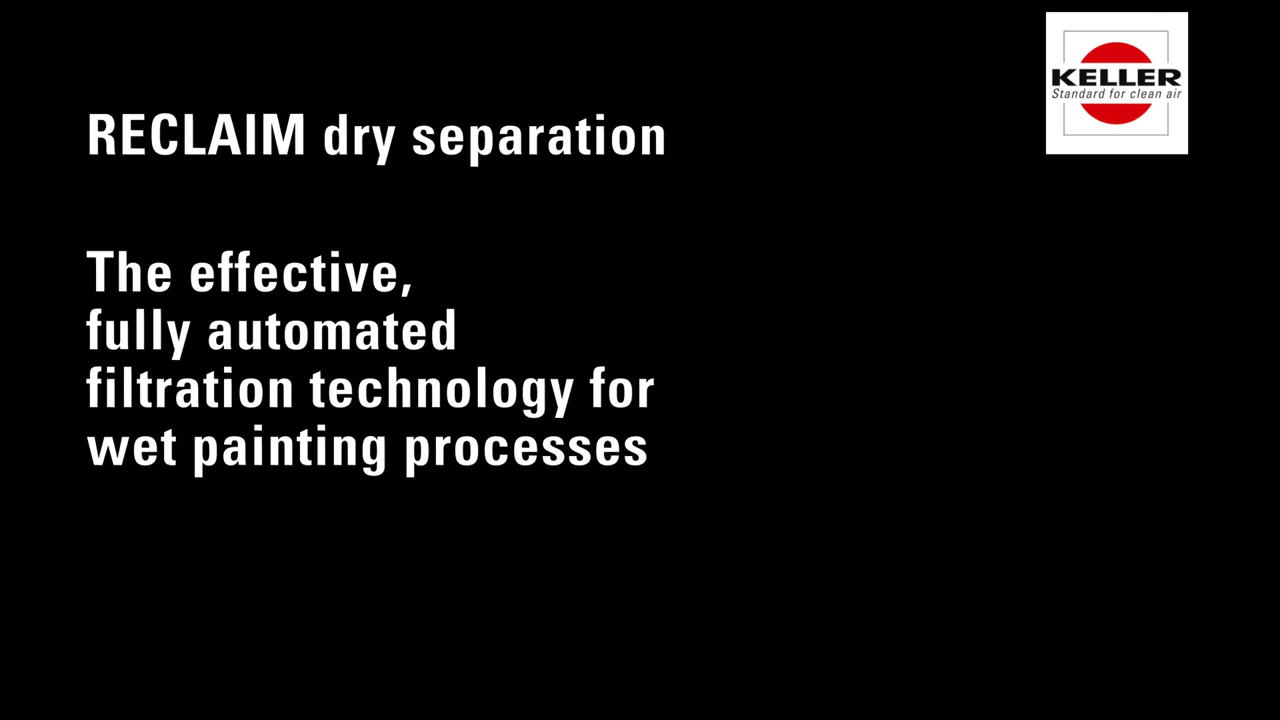 KELLER
Standard for clean air
RECLAIM dry separation
The effective,
fully automated
filtration technology for
wet painting processes